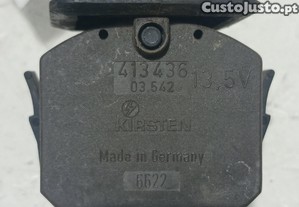 CustoJusto.pt
413436
03.642
13,5V
KIRSTEN
Made in Germany
6622